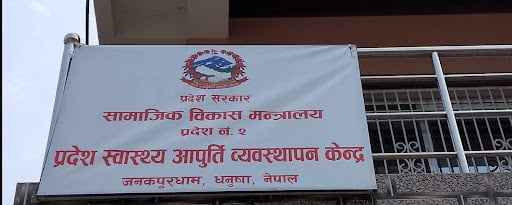 प्रदेश सरकार
सामाजिक विकास मन्त्रालय
प्रदेश नं. २
प्रदेश स्वास्थ्य आपुर्ति व्यवस्थापन केन्द्र
जनकपुरधाम, धनुषा, नेपाल